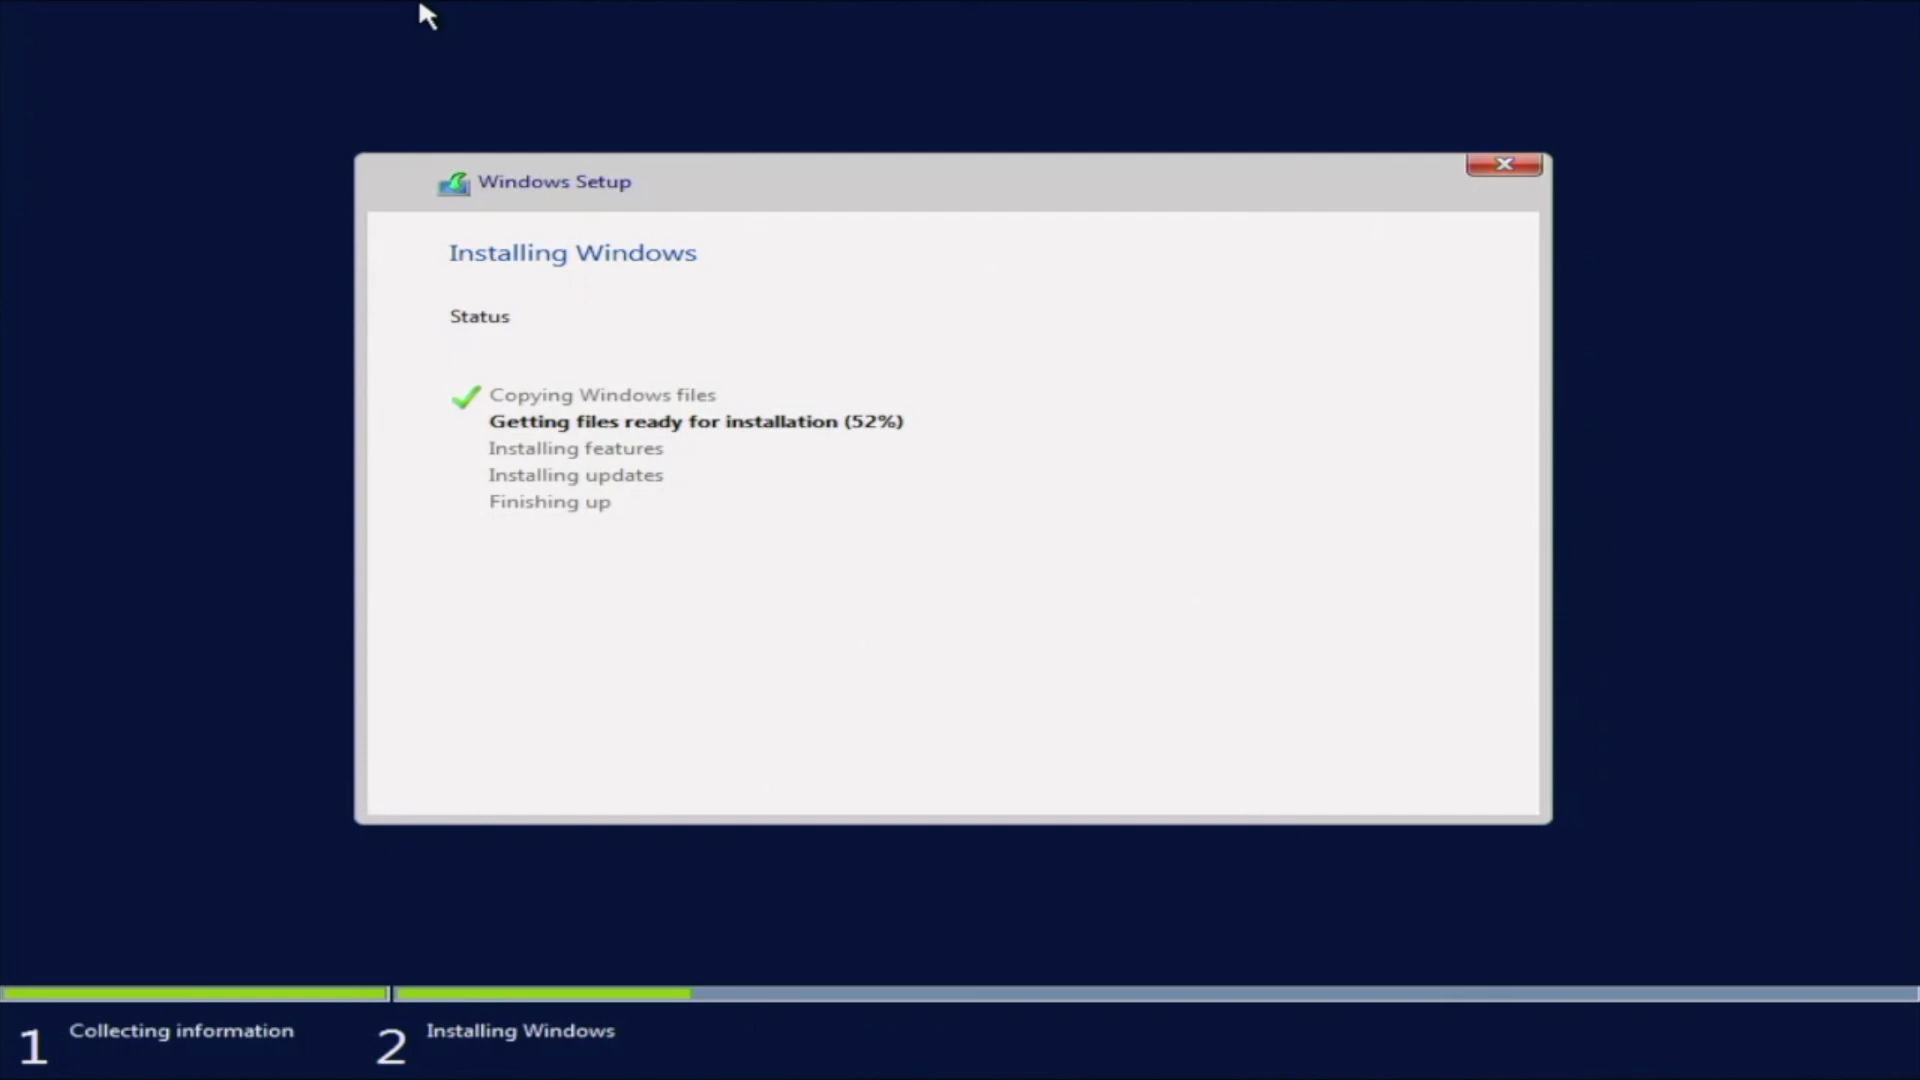 Windows Setup
Installing Windows
Status
Copying Windows files
Getting files ready for installation (52%)
Installing features
Installing updates
Finishing up
1 Collecting information
2 Installing Windows